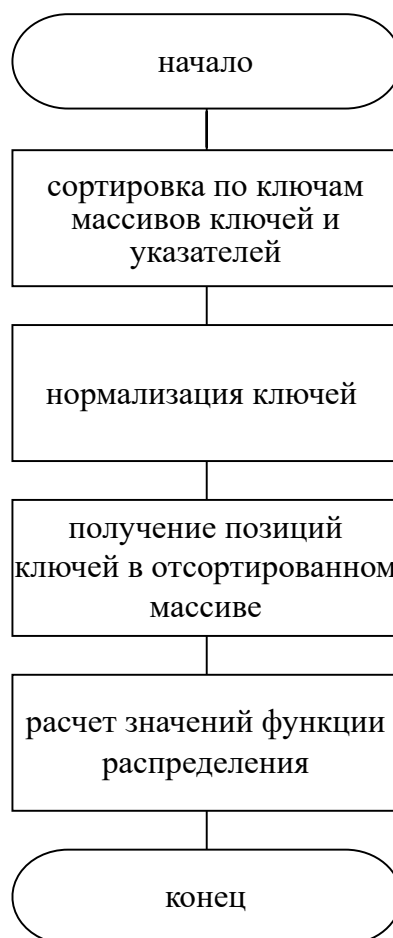 начало
сортировка по ключам
массивов ключей и
указателей
нормализация ключей
получение позиций
ключей в отсортированном
массиве
расчет значений функции
распределения
конец